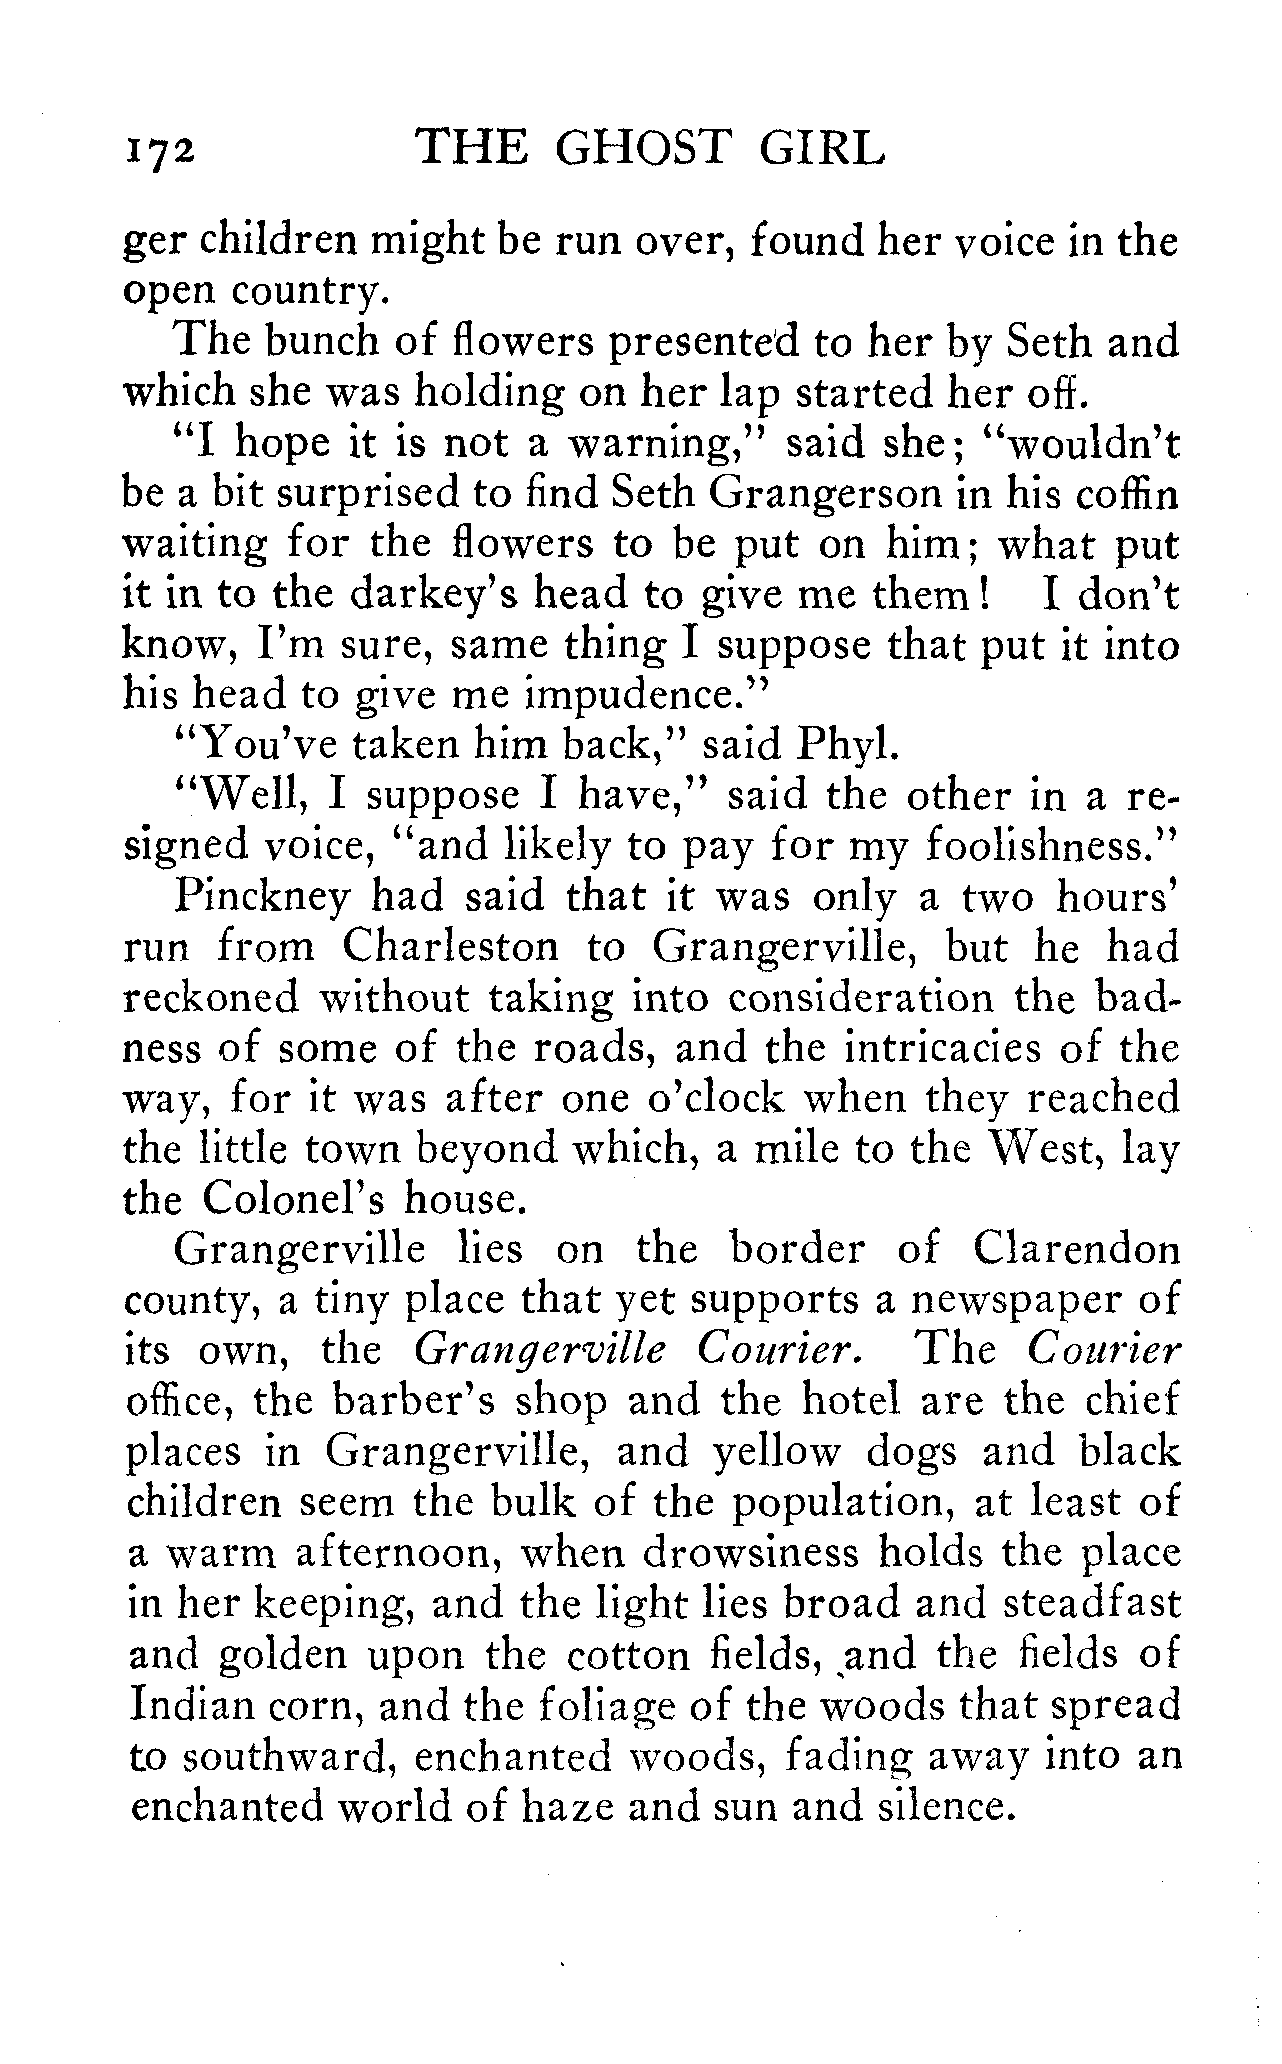 172 THE GHOST GIRL
ger children might be run over, found her voice in the
open country.
The bunch of flowers presented to her by Seth and
which she was holding on her lap started her off.
“I hope it is not a warning,” said she; “wouldn’t
be a bit surprised to find Seth Grangerson in his coffin
waiting for the flowers to be put on him; what put
it in to the darkey’s head to give me them! I don’t
know, I’m sure, same thing I suppose that put it into
his head to give me impudence.”
“You’ve taken him back,” said Phyl.
“Well, I suppose I have,” said the other in a re-
signed voice, “and likely to pay for my foolishness.”
Pinckney had said that it was only a two hours’
run from Charleston to Grangerville, but he had
reckoned without taking into consideration the bad-
ness of some of the roads, and the intricacies of the
way, for it was after one o’clock when they reached
the little town beyond which, a mile to the West, lay
the Colonel’s house.
Grangerville lies on the border of Clarendon
county, a tiny place that yet supports a newspaper of
its own, the Grangerville Courier. The Courier
office, the barber’s shop and the hotel are the chief
places in Grangerville, and yellow dogs and black
children seem the bulk of the population, at least of
a warm afternoon, when drowsiness holds the place
in her keeping, and the light lies broad and steadfast
and golden upon the cotton fields, and the fields of
Indian corn, and the foliage of the woods that spread
to southward, enchanted woods, fading away into an
enchanted world of haze and sun and silence.